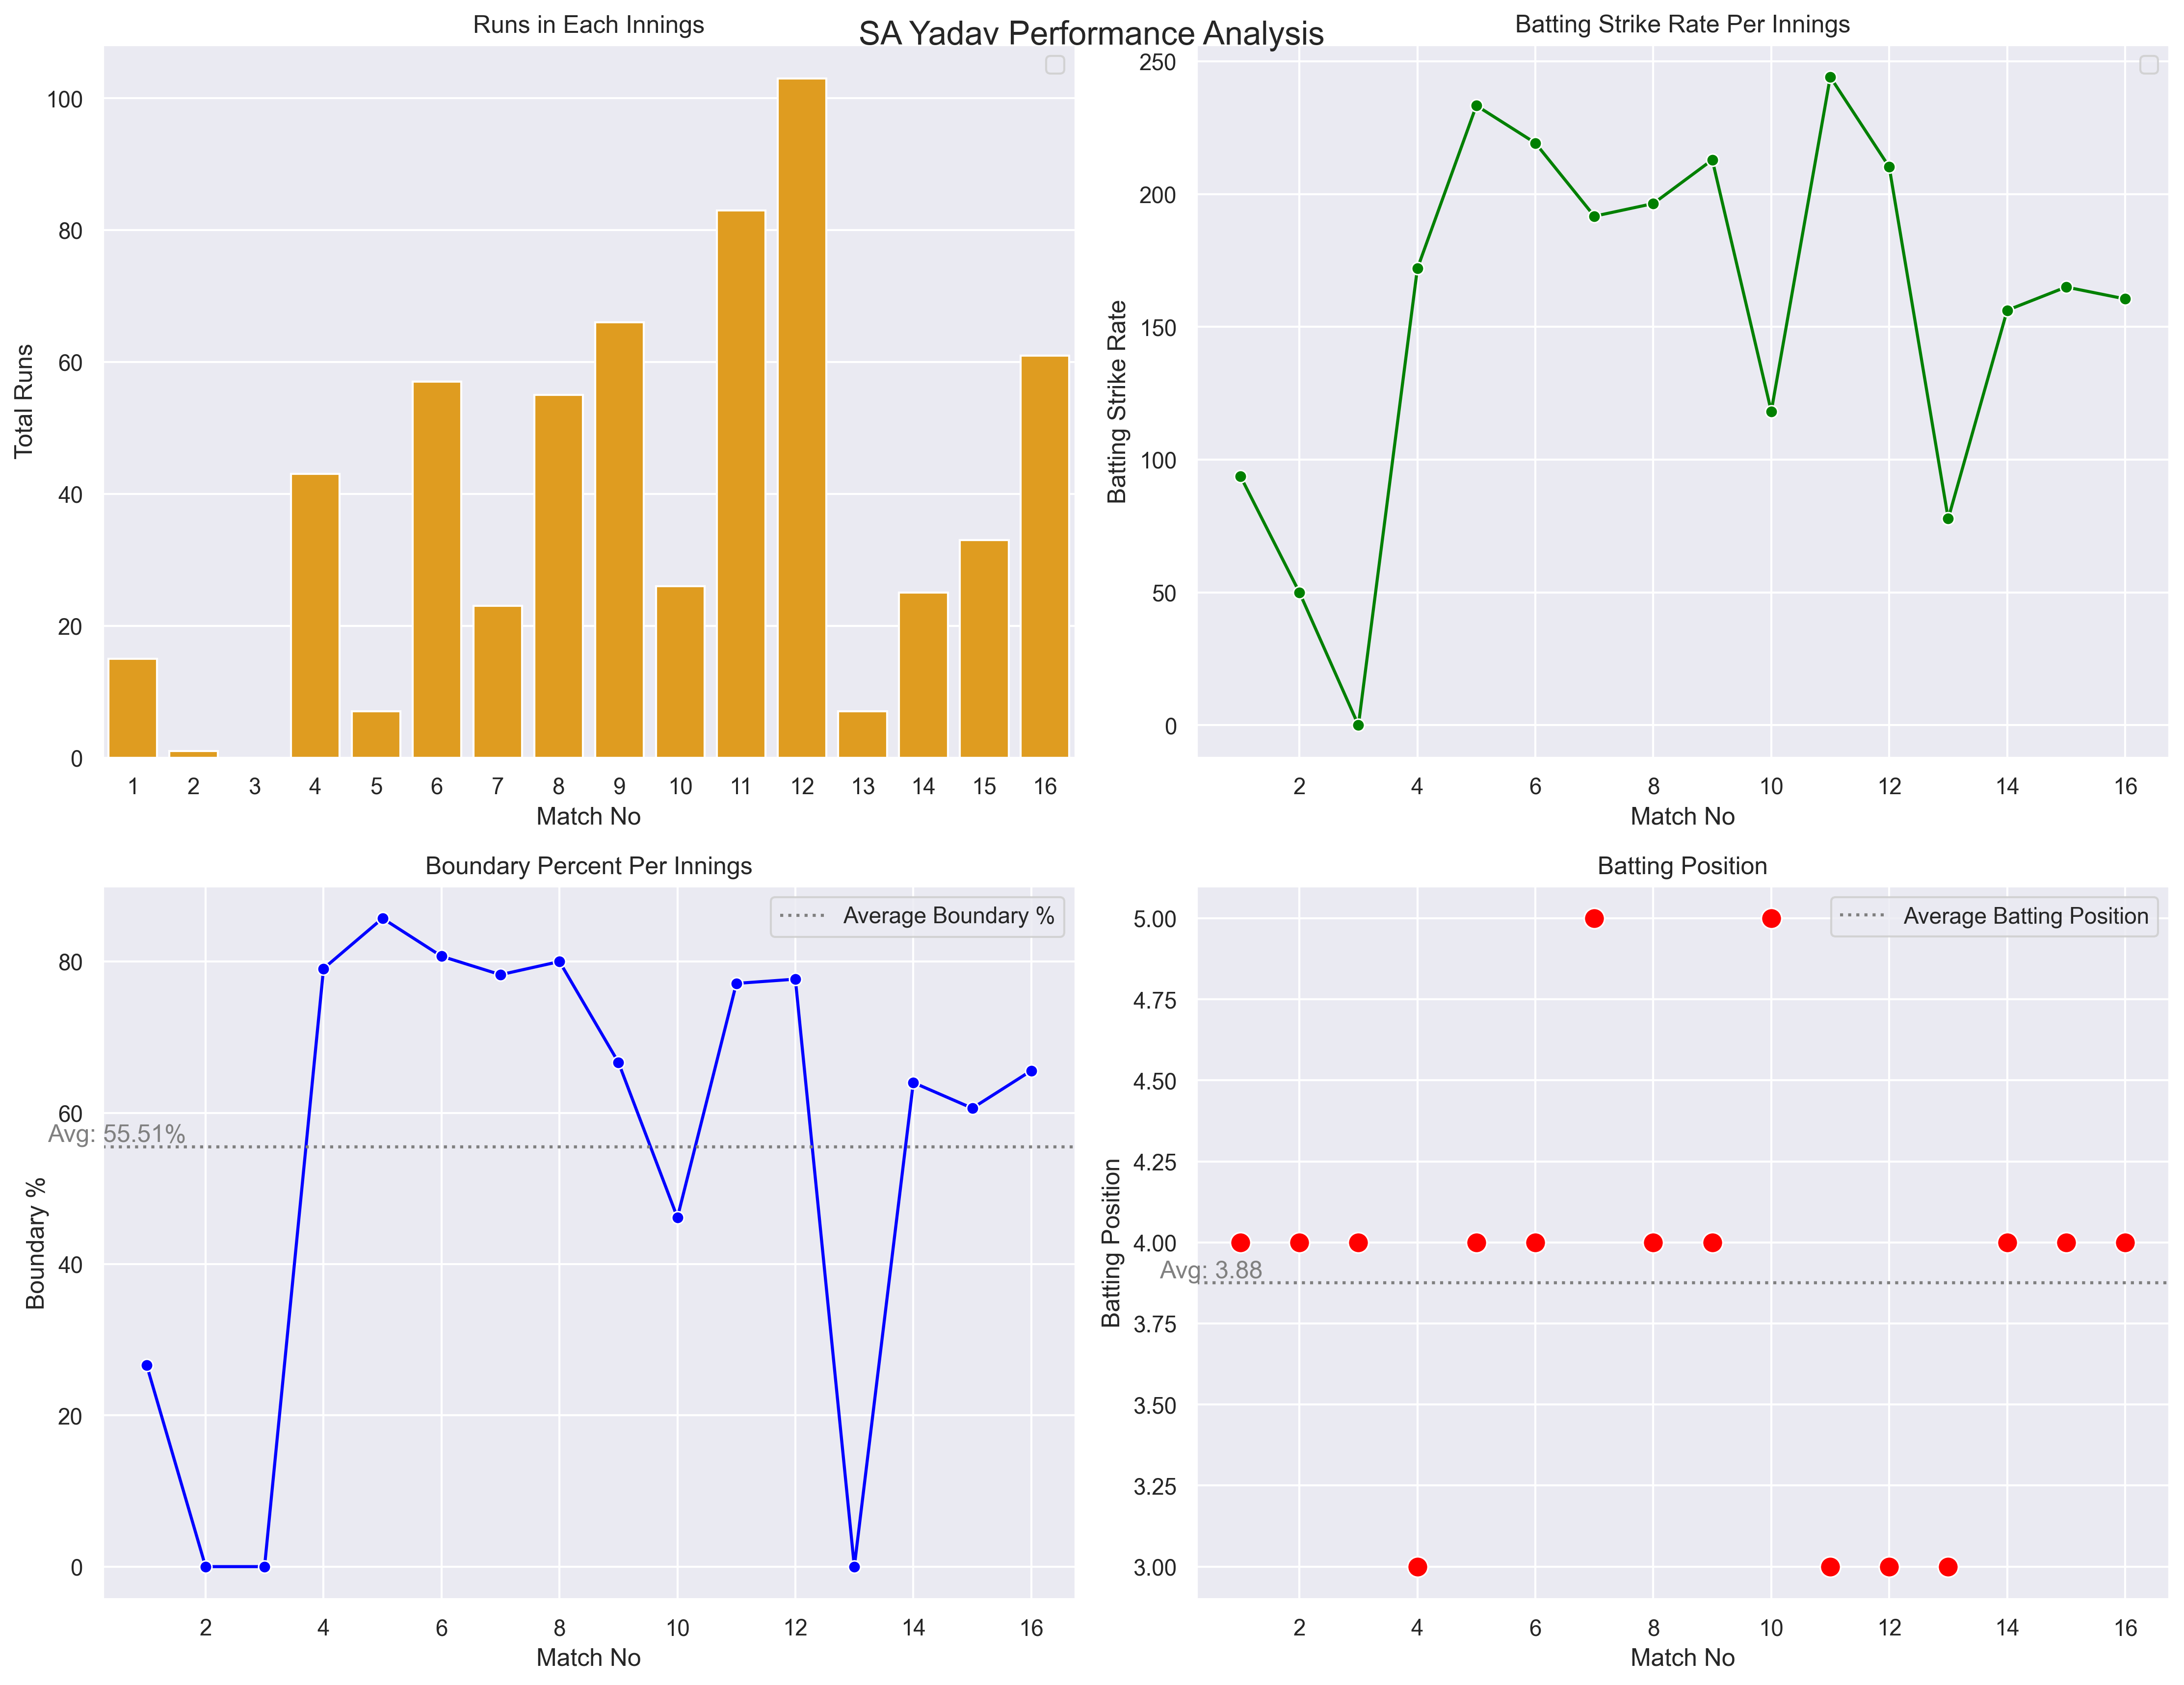 SA Yadav Performance Analysis
Runs in Each Innings
Total Runs
100
80
60
40
20
0
1 2 3 4 5 6 7 8 9 10 11 12 13 14 15 16
Match No
Batting Strike Rate Per Innings
Batting Strike Rate
250
200
150
100
50
0
2 4 6 8 10 12 14 16
Match No
Boundary Percent Per Innings
Average Boundary %
Boundary %
80
60
Avg: 55.51%
40
20
0
2 4 6 8 10 12 14 16
Match No
Batting Position
Average Batting Position
Batting Position
5.00
4.75
4.50
4.25
4.00
Avg: 3.88
3.75
3.50
3.25
3.00
2 4 6 8 10 12 14 16
Match No